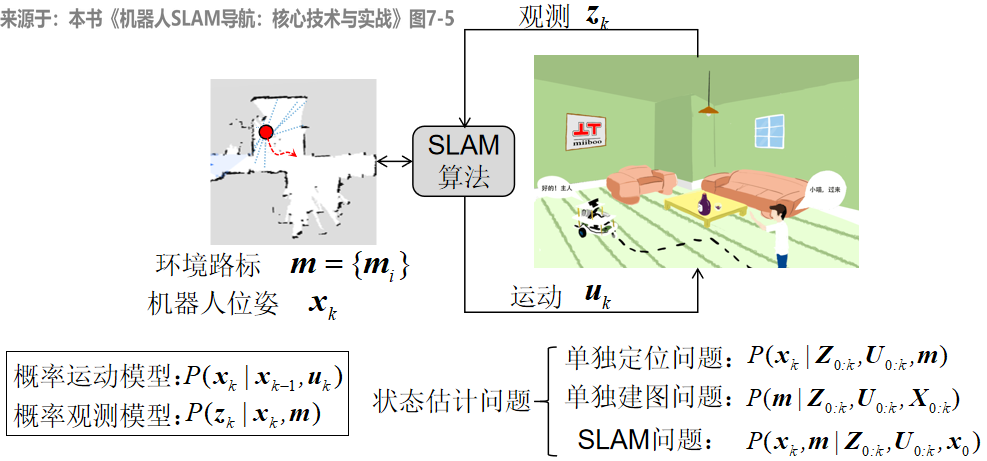 来源于：本书《机器人SLAM导航：核心技术与实战》图7-5
观测 z_k
SLAM
算法
miiboo
好的！主人
小喵，过来
环境路标 m = {m_i}
机器人位姿 x_k
运动 u_k
概率运动模型：P(x_k | x_{k-1}, u_k)
概率观测模型：P(z_k | x_k, m)
状态估计问题
单独定位问题：P(x_k | Z_{0:k}, U_{0:k}, m)
单独建图问题：P(m | Z_{0:k}, U_{0:k}, X_{0:k})
SLAM问题：P(x_k, m | Z_{0:k}, U_{0:k}, x_0)